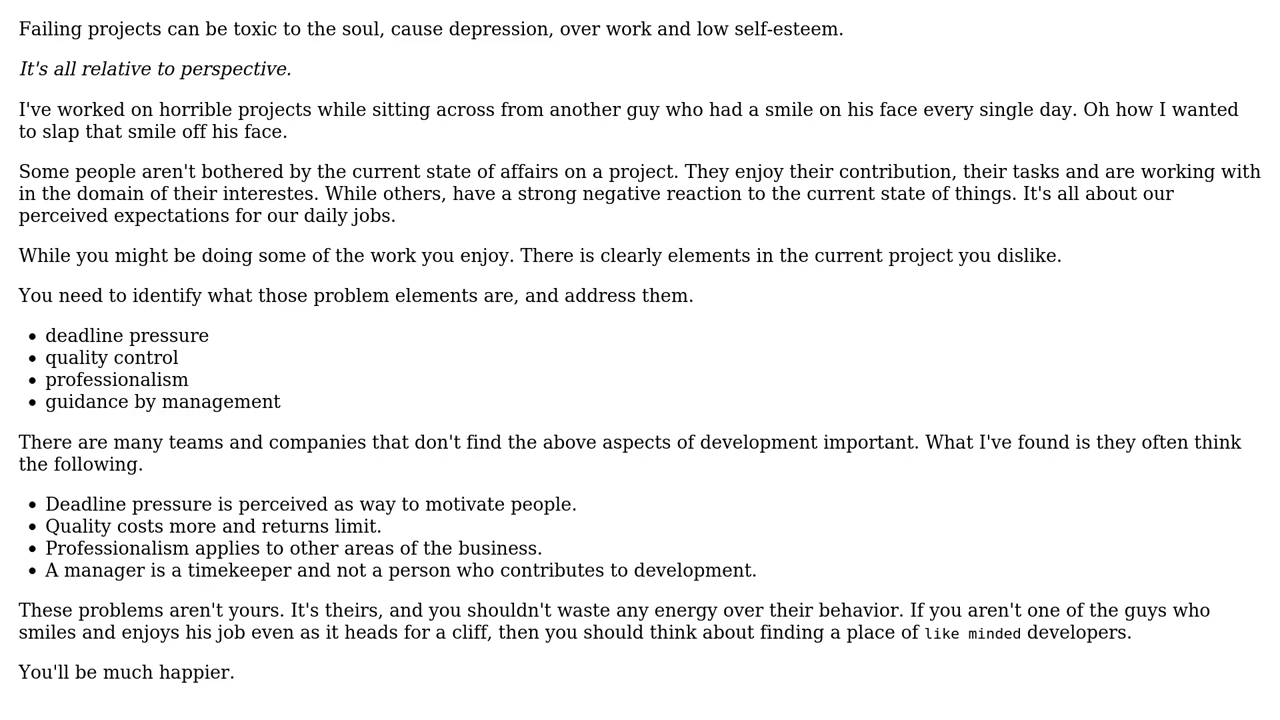 Failing projects can be toxic to the soul, cause depression, over work and low self-esteem.
It's all relative to perspective.
I've worked on horrible projects while sitting across from another guy who had a smile on his face every single day. Oh how I wanted
to slap that smile off his face.
Some people aren't bothered by the current state of affairs on a project. They enjoy their contribution, their tasks and are working with
in the domain of their interestes. While others, have a strong negative reaction to the current state of things. It's all about our
perceived expectations for our daily jobs.
While you might be doing some of the work you enjoy. There is clearly elements in the current project you dislike.
You need to identify what those problem elements are, and address them.
• deadline pressure
• quality control
• professionalism
• guidance by management
There are many teams and companies that don't find the above aspects of development important. What I've found is they often think
the following.
• Deadline pressure is perceived as way to motivate people.
• Quality costs more and returns limit.
• Professionalism applies to other areas of the business.
• A manager is a timekeeper and not a person who contributes to development.
These problems aren't yours. It's theirs, and you shouldn't waste any energy over their behavior. If you aren't one of the guys who
smiles and enjoys his job even as it heads for a cliff, then you should think about finding a place of like minded developers.
You'll be much happier.